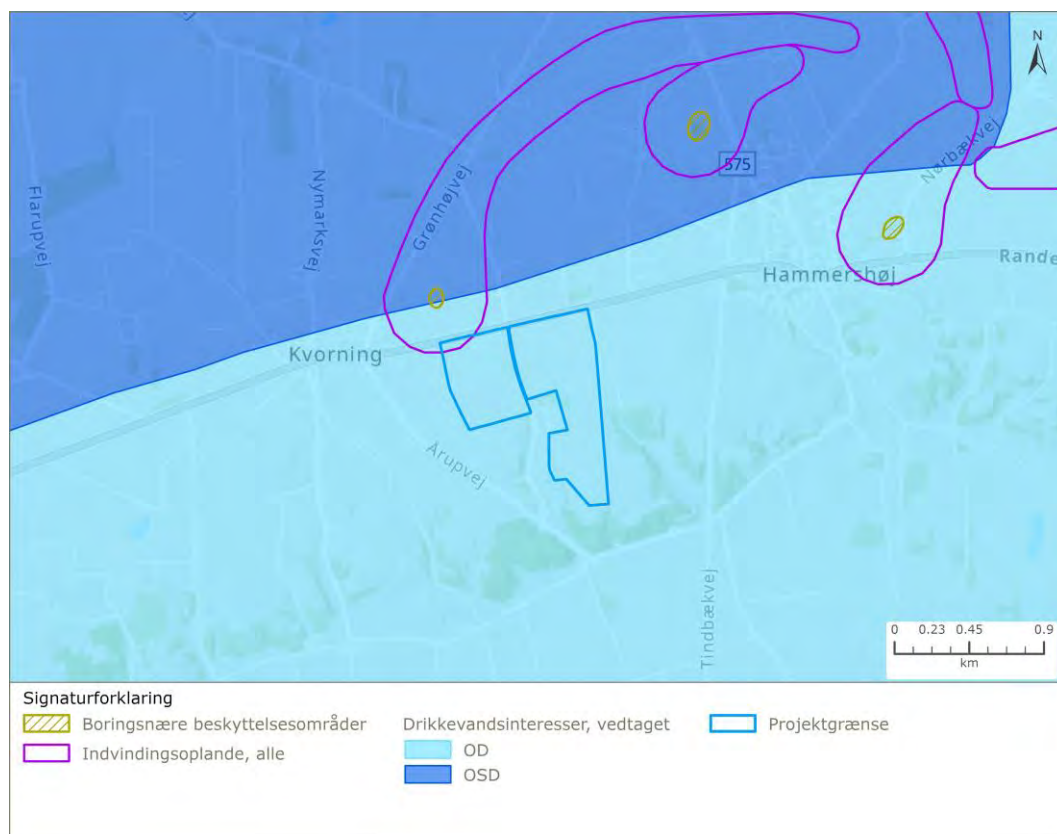 N
575
Nørbækvej
Flarupvej
Nymarksvej
Grønhøjvej
Rande
Hammershøj
Kvorning
Årupvej
Tindbækvej
0 0.23 0.45 0.9
km
Signaturforklaring
Boringsnære beskyttelsesområder
Indvindingsoplande, alle
Drikkevandsinteresser, vedtaget
OD
OSD
Projektgrænse